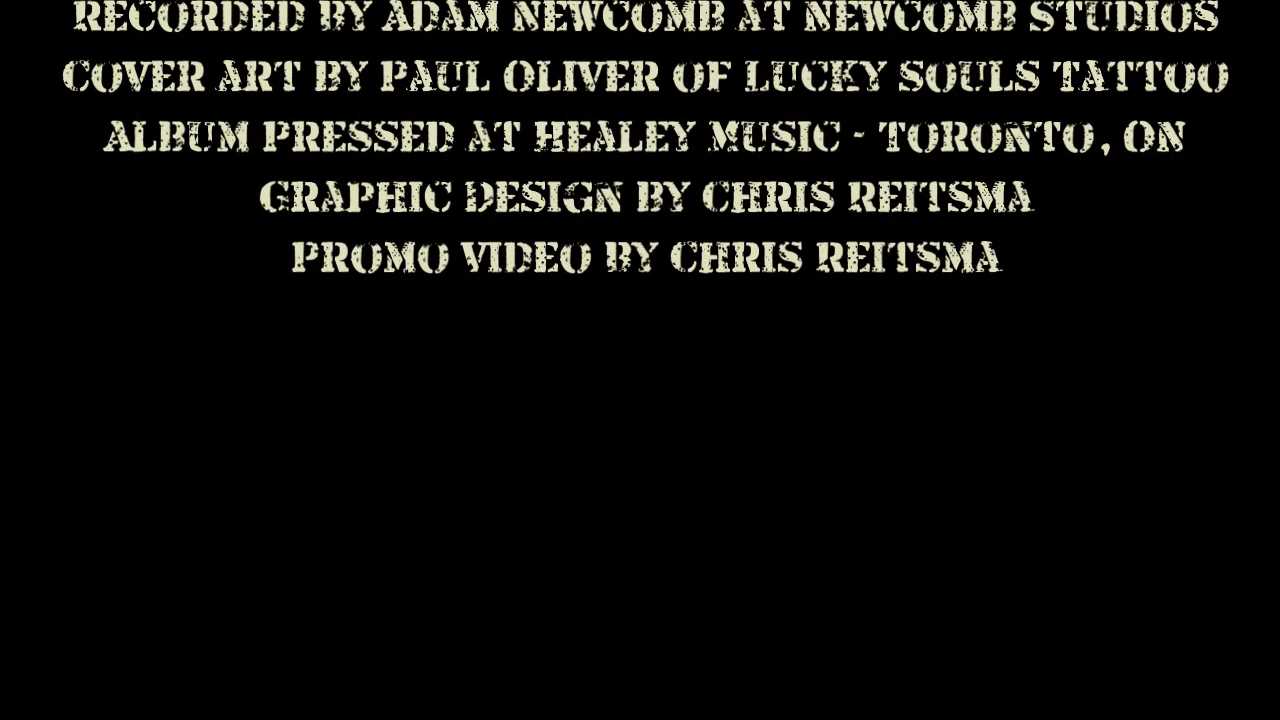 RECORDED BY ADAM NEWCOMB AT NEWCOMB STUDIOS
COVER ART BY PAUL OLIVER OF LUCKY SOULS TATTOO
ALBUM PRESSED AT HEALEY MUSIC - TORONTO, ON
GRAPHIC DESIGN BY CHRIS REITSMA
PROMO VIDEO BY CHRIS REITSMA